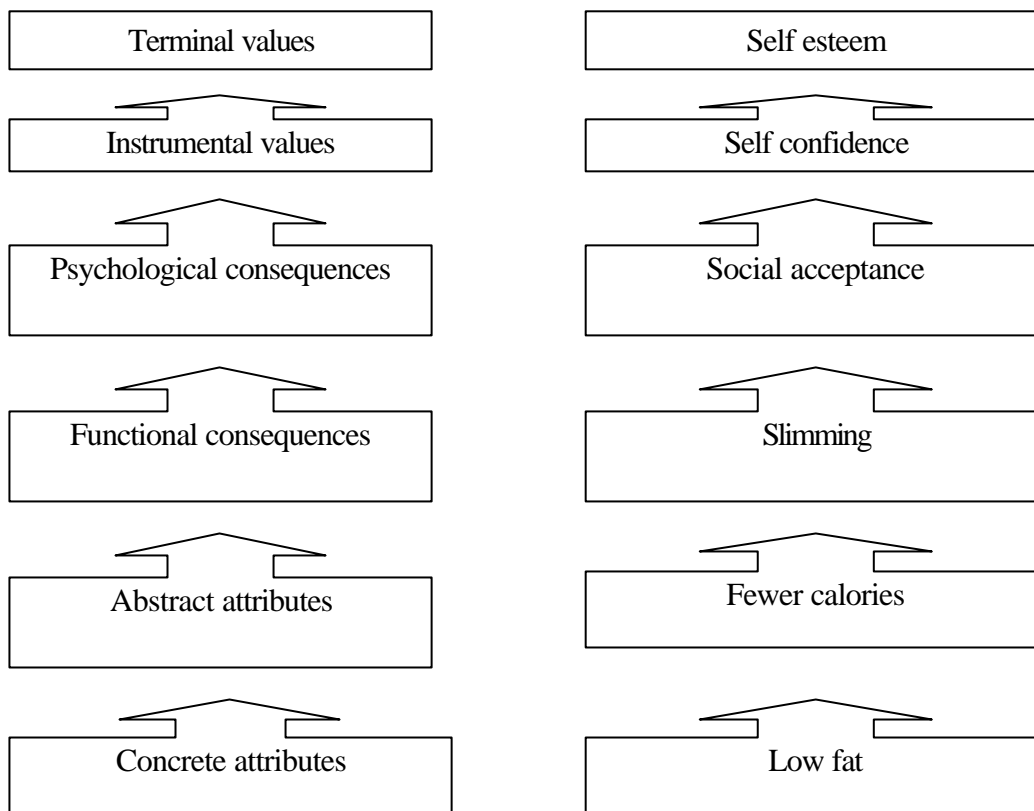 Terminal values
Self esteem
Instrumental values
Self confidence
Psychological consequences
Social acceptance
Functional consequences
Slimming
Abstract attributes
Fewer calories
Concrete attributes
Low fat